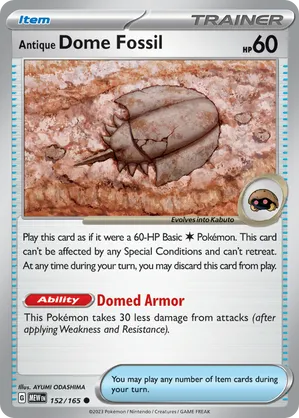 Item
TRAINER
Antique Dome Fossil
HP 60
Evolves into Kabuto
Play this card as if it were a 60-HP Basic Pokémon. This card
can't be affected by any Special Conditions and can't retreat.
At any time during your turn, you may discard this card from play.
Ability Domed Armor
This Pokémon takes 30 less damage from attacks (after
applying Weakness and Resistance).
Illus. AYUMI ODASHIMA
G MEW EN 152/165
You may play any number of Item cards during
your turn.
©2023 Pokémon / Nintendo / Creatures / GAME FREAK